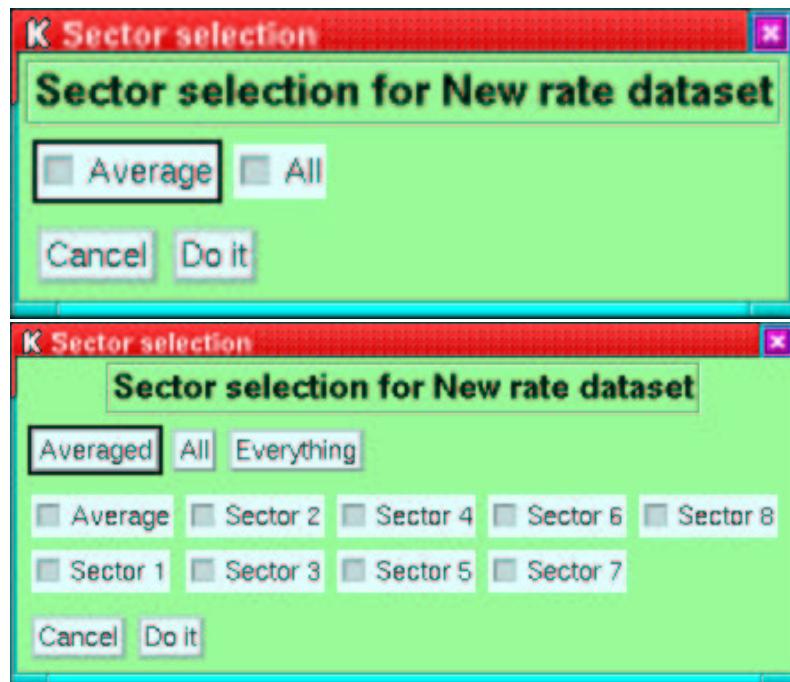 K Sector selection
Sector selection for New rate dataset
Average All
Cancel Do it
K Sector selection
Sector selection for New rate dataset
Averaged All Everything
Average Sector 2 Sector 4 Sector 6 Sector 8
Sector 1 Sector 3 Sector 5 Sector 7
Cancel Do it